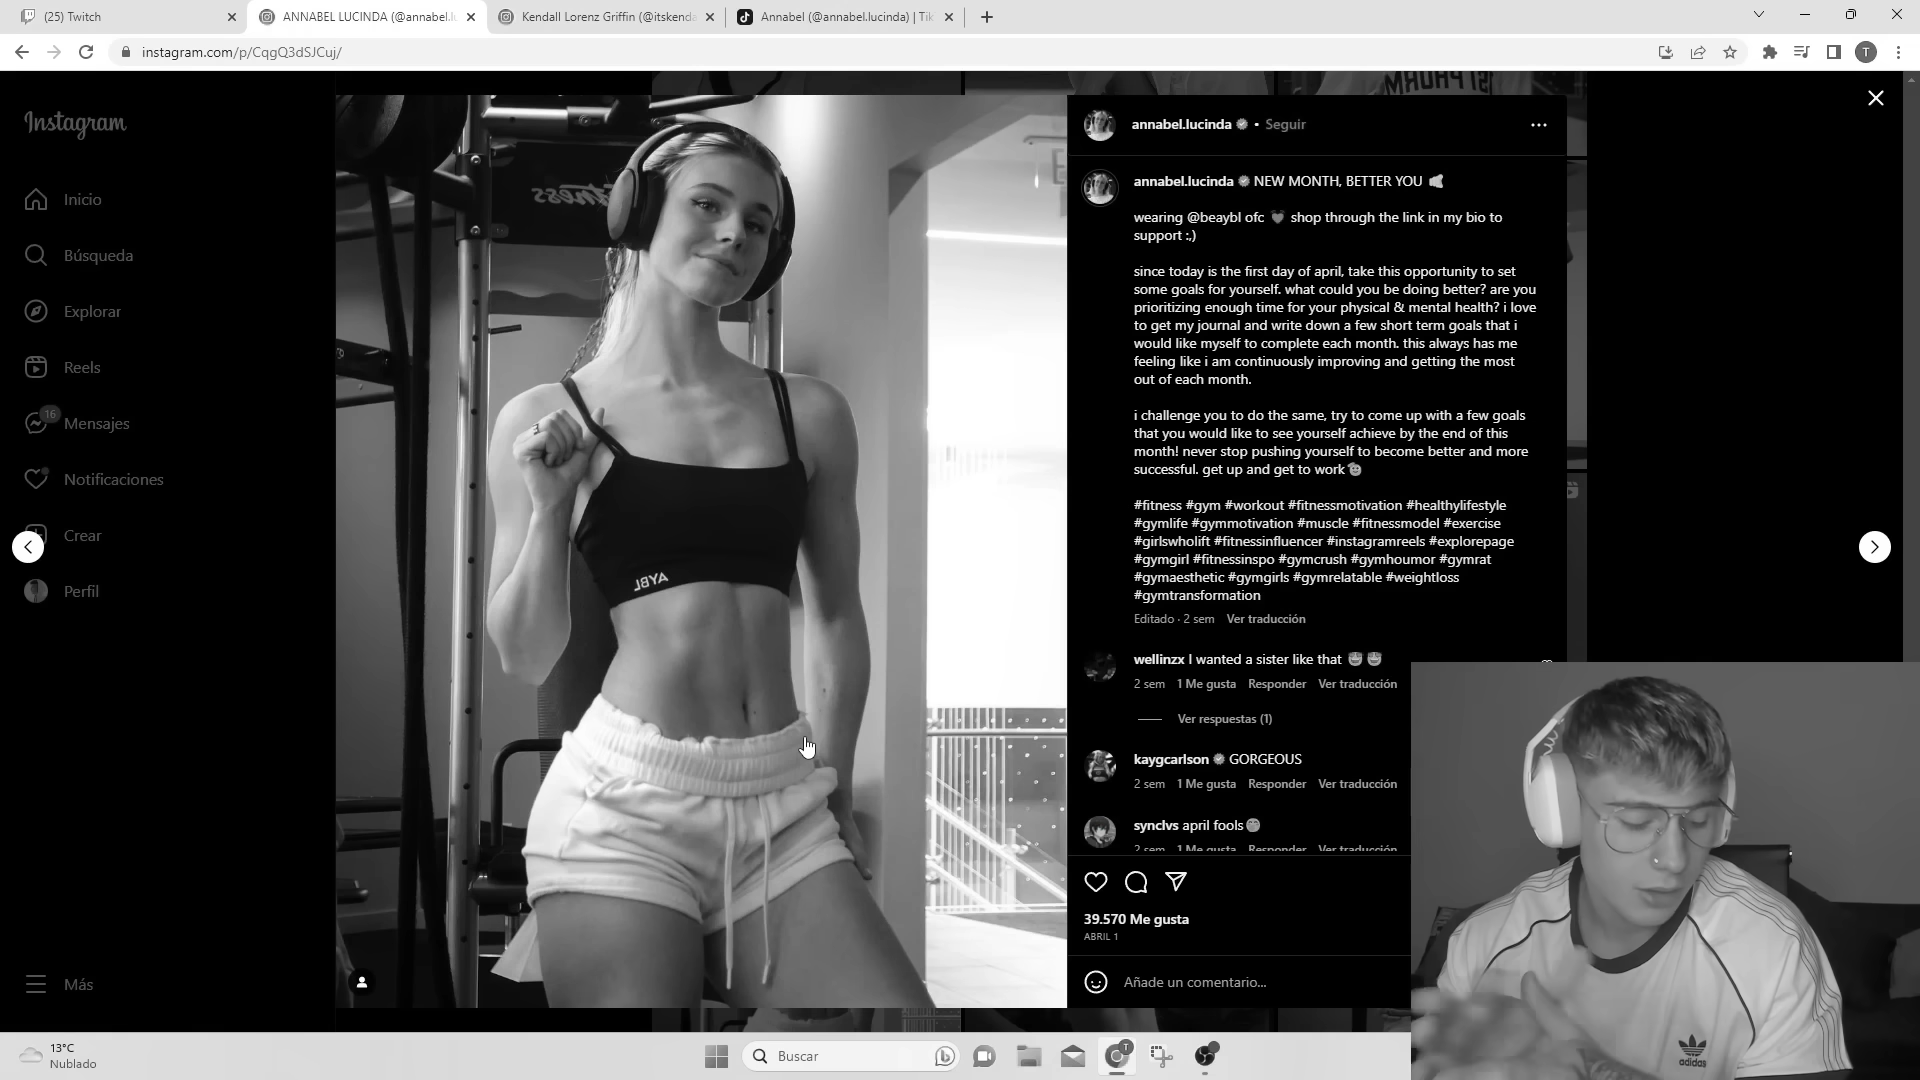 (25) Twitch
ANNABEL LUCINDA (@annabel.lu
Kendall Lorenz Griffin (@itskenda
Annabel (@annabel.lucinda) | Tik
instagram.com/p/CqgQ3dSJCuj/
T
Instagram
Inicio
Búsqueda
Explorar
Reels
16
Mensajes
Notificaciones
Crear
Perfil
Más
AYBL
annabel.lucinda • Seguir
annabel.lucinda NEW MONTH, BETTER YOU
wearing @beaybl ofc 🖤 shop through the link in my bio to
support :,)
since today is the first day of april, take this opportunity to set
some goals for yourself. what could you be doing better? are you
prioritizing enough time for your physical & mental health? i love
to get my journal and write down a few short term goals that i
would like myself to complete each month. this always has me
feeling like i am continuously improving and getting the most
out of each month.
i challenge you to do the same, try to come up with a few goals
that you would like to see yourself achieve by the end of this
month! never stop pushing yourself to become better and more
successful. get up and get to work
#fitness #gym #workout #fitnessmotivation #healthylifestyle
#gymlife #gymmotivation #muscle #fitnessmodel #exercise
#girlswholift #fitnessinfluencer #instagramreels #explorepage
#gymgirl #fitnessinspo #gymcrush #gymhoumor #gymrat
#gymaesthetic #gymgirls #gymrelatable #weightloss
#gymtransformation
Editado · 2 sem Ver traducción
wellinzx I wanted a sister like that
2 sem 1 Me gusta Responder Ver traducción
Ver respuestas (1)
kaygcarlson GORGEOUS
2 sem 1 Me gusta Responder Ver traducción
synclvs april fools
2 sem 1 Me gusta Responder Ver traducción
39.570 Me gusta
ABRIL 1
Añade un comentario...
adidas
13°C
Nublado
Buscar
T